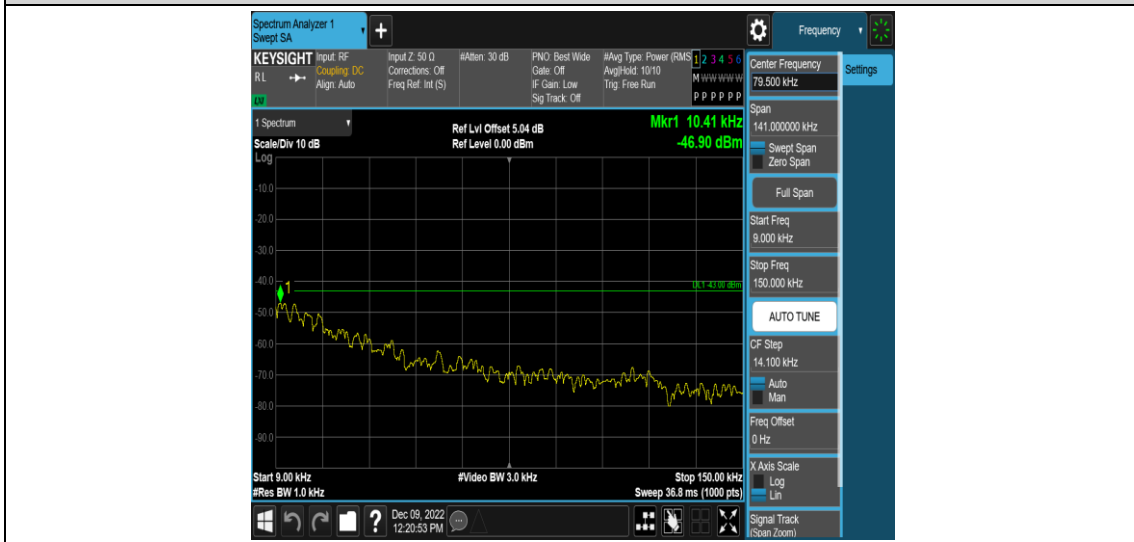 Spectrum Analyzer 1
Swept SA
+
Frequency
KEYSIGHT
RL
LXI
Input: RF
Coupling: DC
Align: Auto
Input Z: 50 Ω
Corrections: Off
Freq Ref: Int (S)
#Atten: 30 dB
PNO: Best Wide
Gate: Off
IF Gain: Low
Sig Track: Off
#Avg Type: Power (RMS
Avg|Hold: 10/10
Trig: Free Run
1 2 3 4 5 6
M W W W W W
P P P P P P
Center Frequency
79.500 kHz
Settings
Span
141.000000 kHz
Swept Span
Zero Span
Full Span
Start Freq
9.000 kHz
Stop Freq
150.000 kHz
AUTO TUNE
CF Step
14.100 kHz
Auto
Man
Freq Offset
0 Hz
X Axis Scale
Log
Lin
Signal Track
(Span Zoom)
1 Spectrum
Scale/Div 10 dB
Log
Ref Lvl Offset 5.04 dB
Ref Level 0.00 dBm
Mkr1 10.41 kHz
-46.90 dBm
-10.0
-20.0
-30.0
-40.0
1
DL1 -43.00 dBm
-50.0
-60.0
-70.0
-80.0
-90.0
Start 9.00 kHz
#Res BW 1.0 kHz
#Video BW 3.0 kHz
Stop 150.00 kHz
Sweep 36.8 ms (1000 pts)
?
Dec 09, 2022
12:20:53 PM